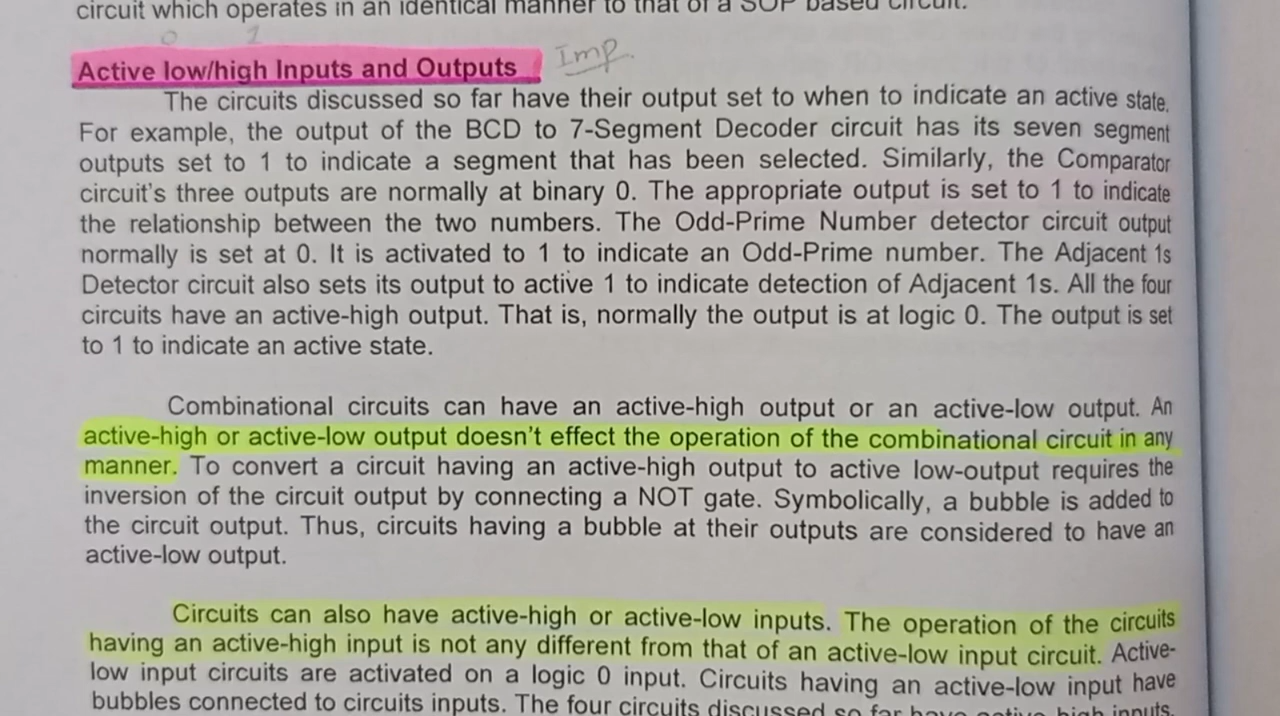 circuit which operates in an identical manner to that of a SOP based circuit.
0 1
Active low/high Inputs and Outputs Imp.
The circuits discussed so far have their output set to when to indicate an active state.
For example, the output of the BCD to 7-Segment Decoder circuit has its seven segment
outputs set to 1 to indicate a segment that has been selected. Similarly, the Comparator
circuit's three outputs are normally at binary 0. The appropriate output is set to 1 to indicate
the relationship between the two numbers. The Odd-Prime Number detector circuit output
normally is set at 0. It is activated to 1 to indicate an Odd-Prime number. The Adjacent 1s
Detector circuit also sets its output to active 1 to indicate detection of Adjacent 1s. All the four
circuits have an active-high output. That is, normally the output is at logic 0. The output is set
to 1 to indicate an active state.
Combinational circuits can have an active-high output or an active-low output. An
active-high or active-low output doesn't effect the operation of the combinational circuit in any
manner. To convert a circuit having an active-high output to active low-output requires the
inversion of the circuit output by connecting a NOT gate. Symbolically, a bubble is added to
the circuit output. Thus, circuits having a bubble at their outputs are considered to have an
active-low output.
Circuits can also have active-high or active-low inputs. The operation of the circuits
having an active-high input is not any different from that of an active-low input circuit. Active-
low input circuits are activated on a logic 0 input. Circuits having an active-low input have
bubbles connected to circuits inputs. The four circuits discussed so far have active-high inputs.